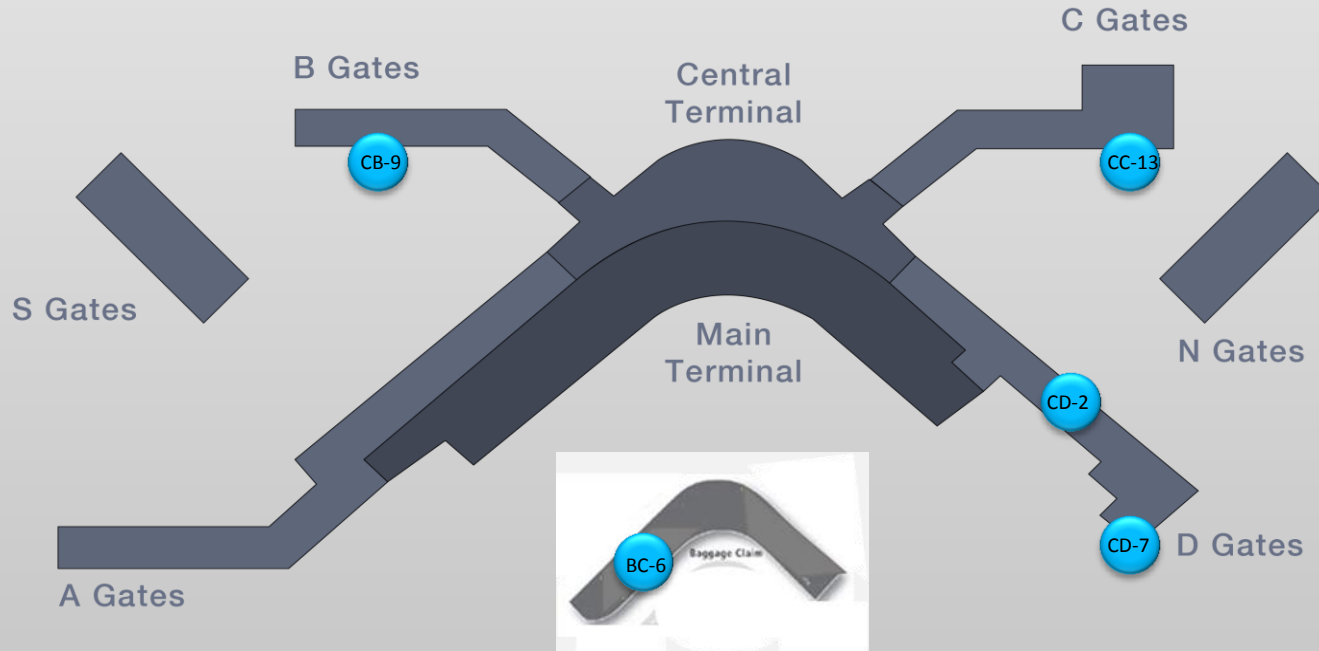 C Gates
B Gates
Central
Terminal
CB-9
CC-13
S Gates
Main
Terminal
N Gates
CD-2
Baggage Claim
BC-6
CD-7
D Gates
A Gates